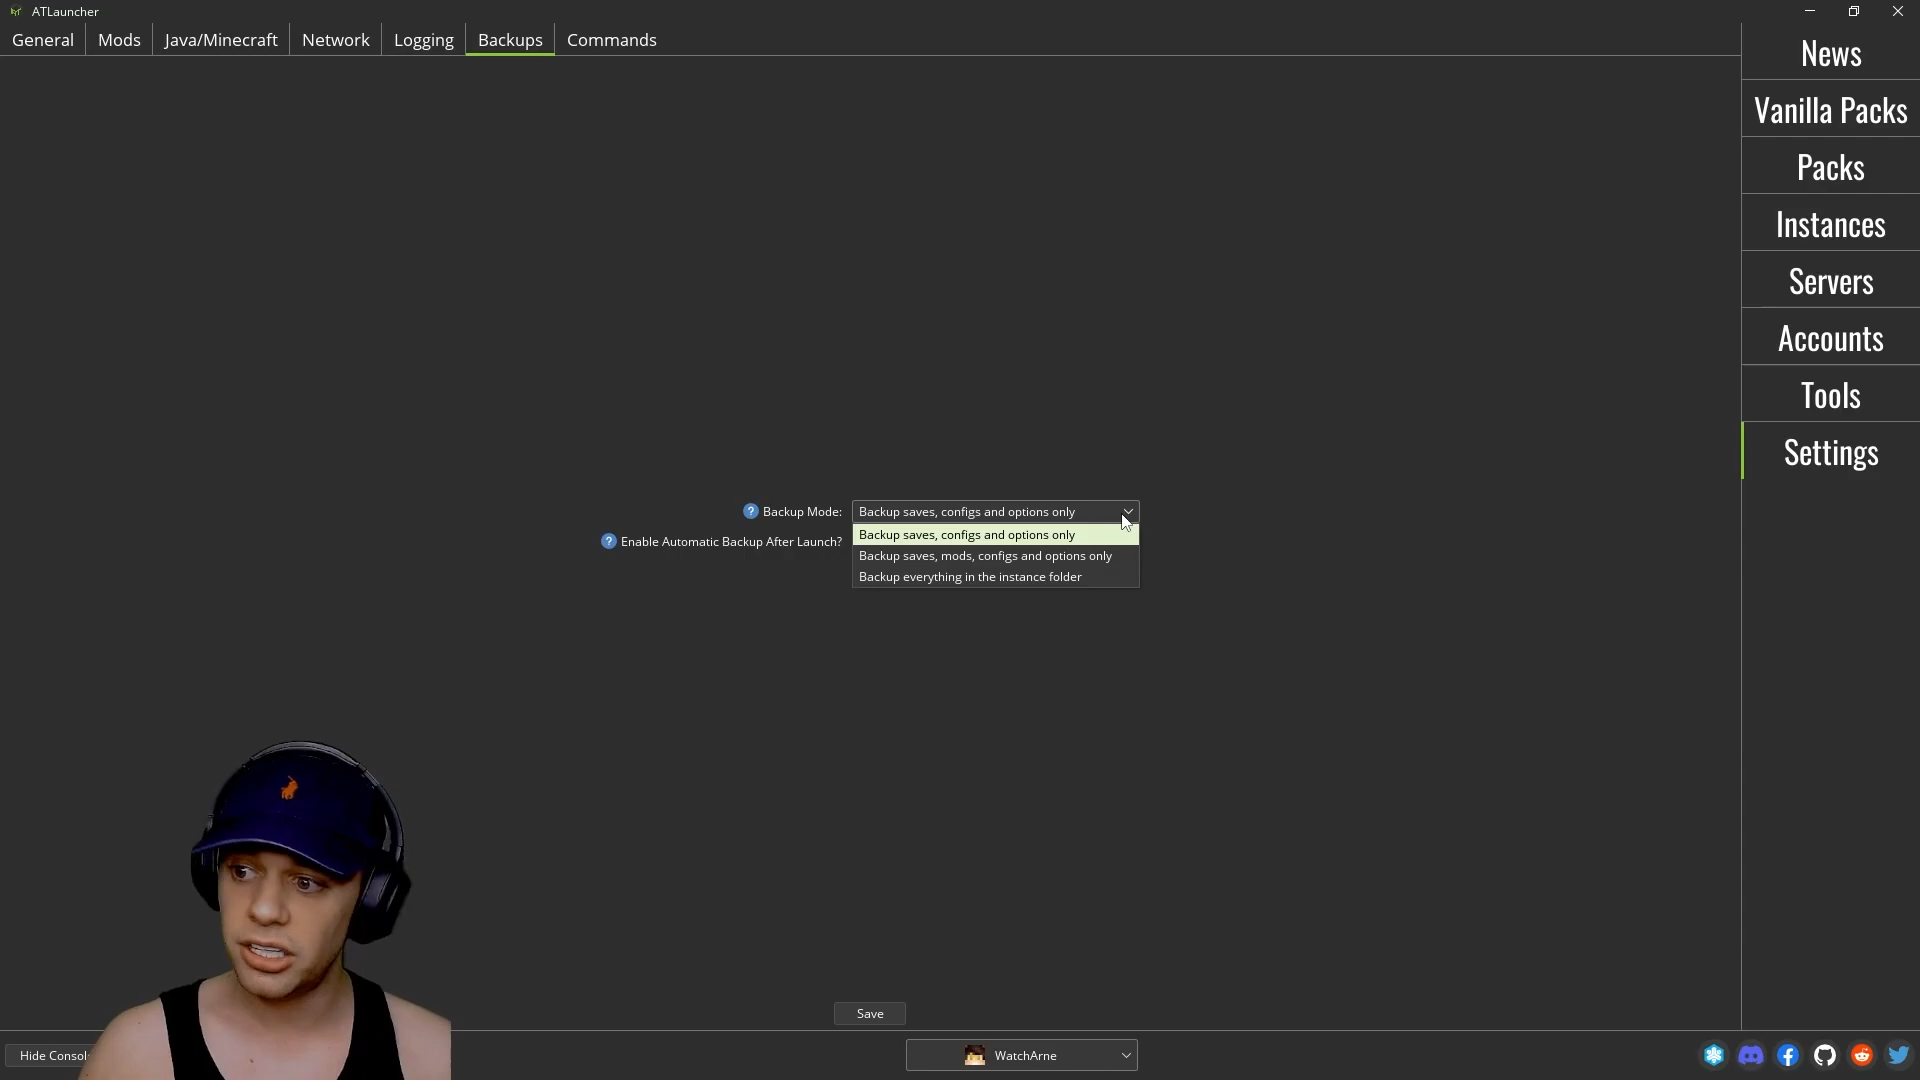 ATLauncher
General Mods Java/Minecraft Network Logging Backups Commands
News
Vanilla Packs
Packs
Instances
Servers
Accounts
Tools
Settings
? Backup Mode: Backup saves, configs and options only
Backup saves, configs and options only
? Enable Automatic Backup After Launch?
Backup saves, mods, configs and options only
Backup everything in the instance folder
Save
Hide Consol
WatchArne